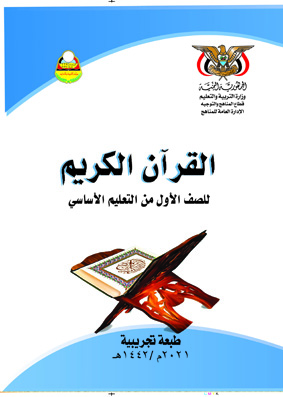 الجمهورية اليمنية
وزارة التربية والتعليم
قطاع المناهج والتوجيه
الادارة العامة للمناهج
القرآن الكريم
للصف الأول من التعليم الأساسي
طبعة تجريبية
٢٠٢١م /١٤٤٢هـ